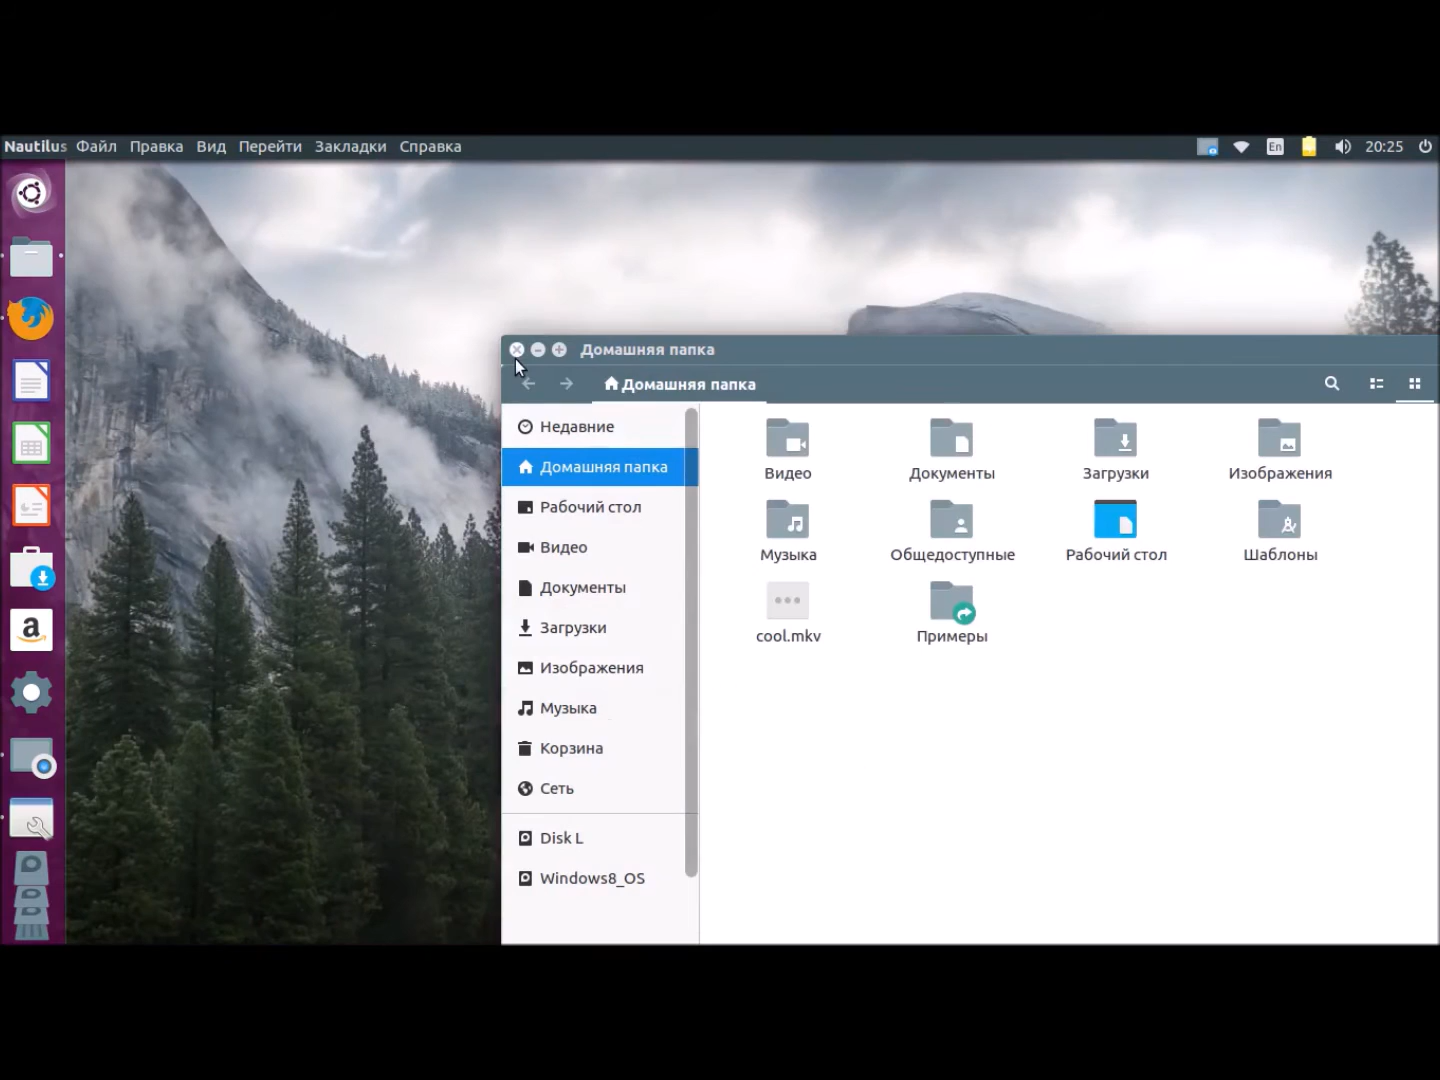 Nautilus Файл Правка Вид Перейти Закладки Справка
En 20:25
Домашняя папка
Домашняя папка
Недавние
Домашняя папка
Рабочий стол
Видео
Документы
Загрузки
Изображения
Музыка
Корзина
Сеть
Disk L
Windows8_OS
Видео Документы Загрузки Изображения
Музыка Общедоступные Рабочий стол Шаблоны
cool.mkv Примеры
a